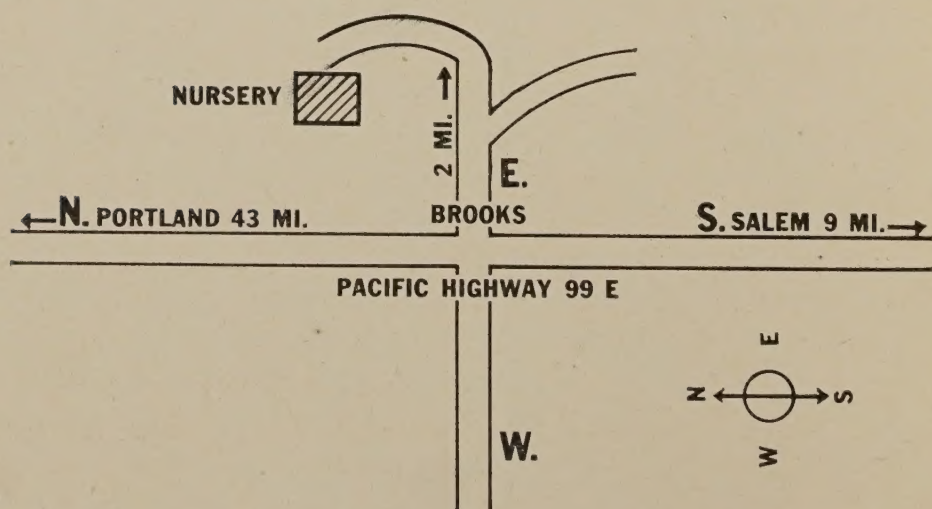 NURSERY
2 MI.
E.
←N. PORTLAND 43 MI.
BROOKS
S. SALEM 9 MI.→
PACIFIC HIGHWAY 99 E
E
N
S
W
W.